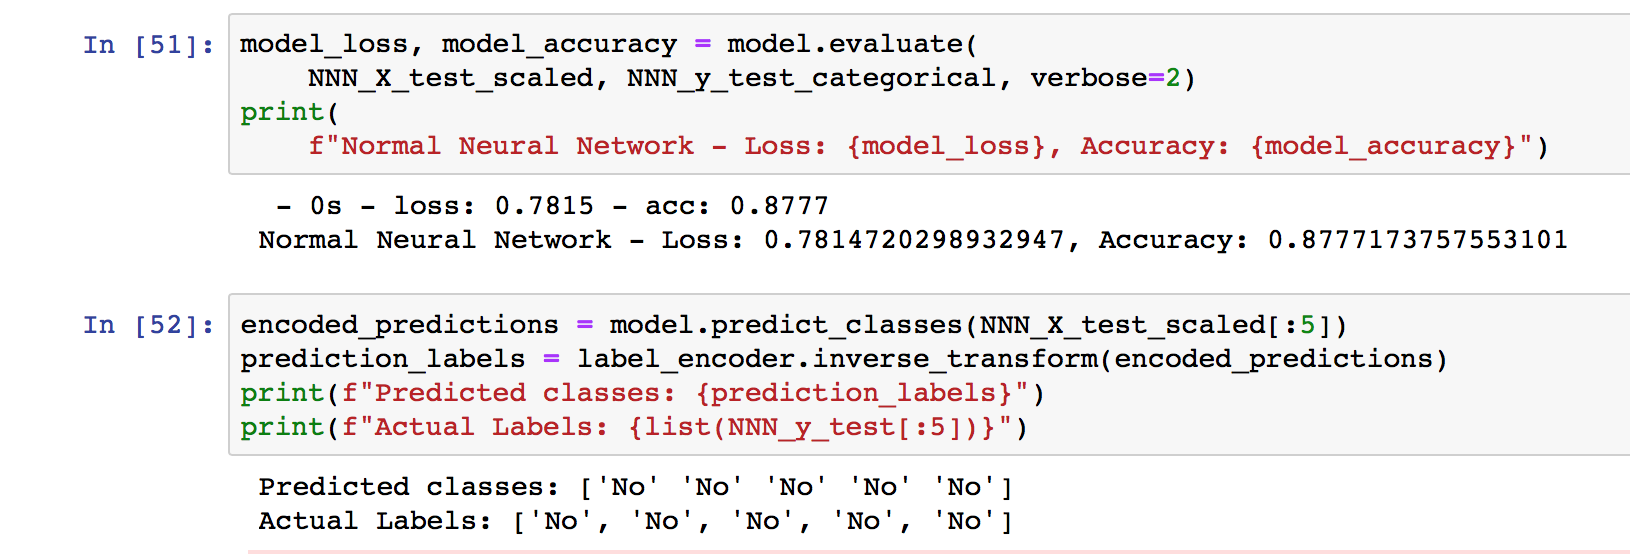 In [51]: model_loss, model_accuracy = model.evaluate(
NNN_X_test_scaled, NNN_y_test_categorical, verbose=2)
print(
f"Normal Neural Network - Loss: {model_loss}, Accuracy: {model_accuracy}")
- 0s - loss: 0.7815 - acc: 0.8777
Normal Neural Network - Loss: 0.7814720298932947, Accuracy: 0.8777173757553101
In [52]: encoded_predictions = model.predict_classes(NNN_X_test_scaled[:5])
prediction_labels = label_encoder.inverse_transform(encoded_predictions)
print(f"Predicted classes: {prediction_labels}")
print(f"Actual Labels: {list(NNN_y_test[:5])}")
Predicted classes: ['No' 'No' 'No' 'No' 'No']
Actual Labels: ['No', 'No', 'No', 'No', 'No']